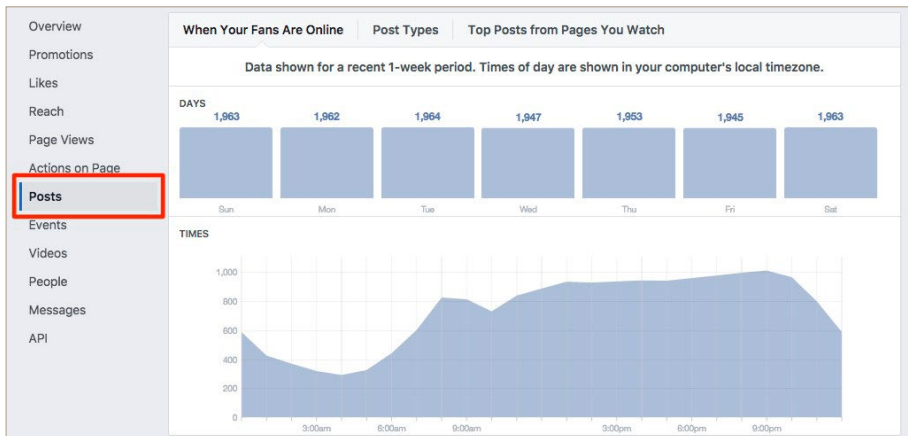 Overview
Promotions
Likes
Reach
Page Views
Actions on Page
Posts
Events
Videos
People
Messages
API
When Your Fans Are Online Post Types Top Posts from Pages You Watch
Data shown for a recent 1-week period. Times of day are shown in your computer's local timezone.
DAYS
1,963 1,962 1,964 1,947 1,953 1,945 1,963
Sun Mon Tue Wed Thu Fri Sat
TIMES
1,000
800
600
400
200
0
3:00am 6:00am 9:00am 3:00pm 6:00pm 9:00pm